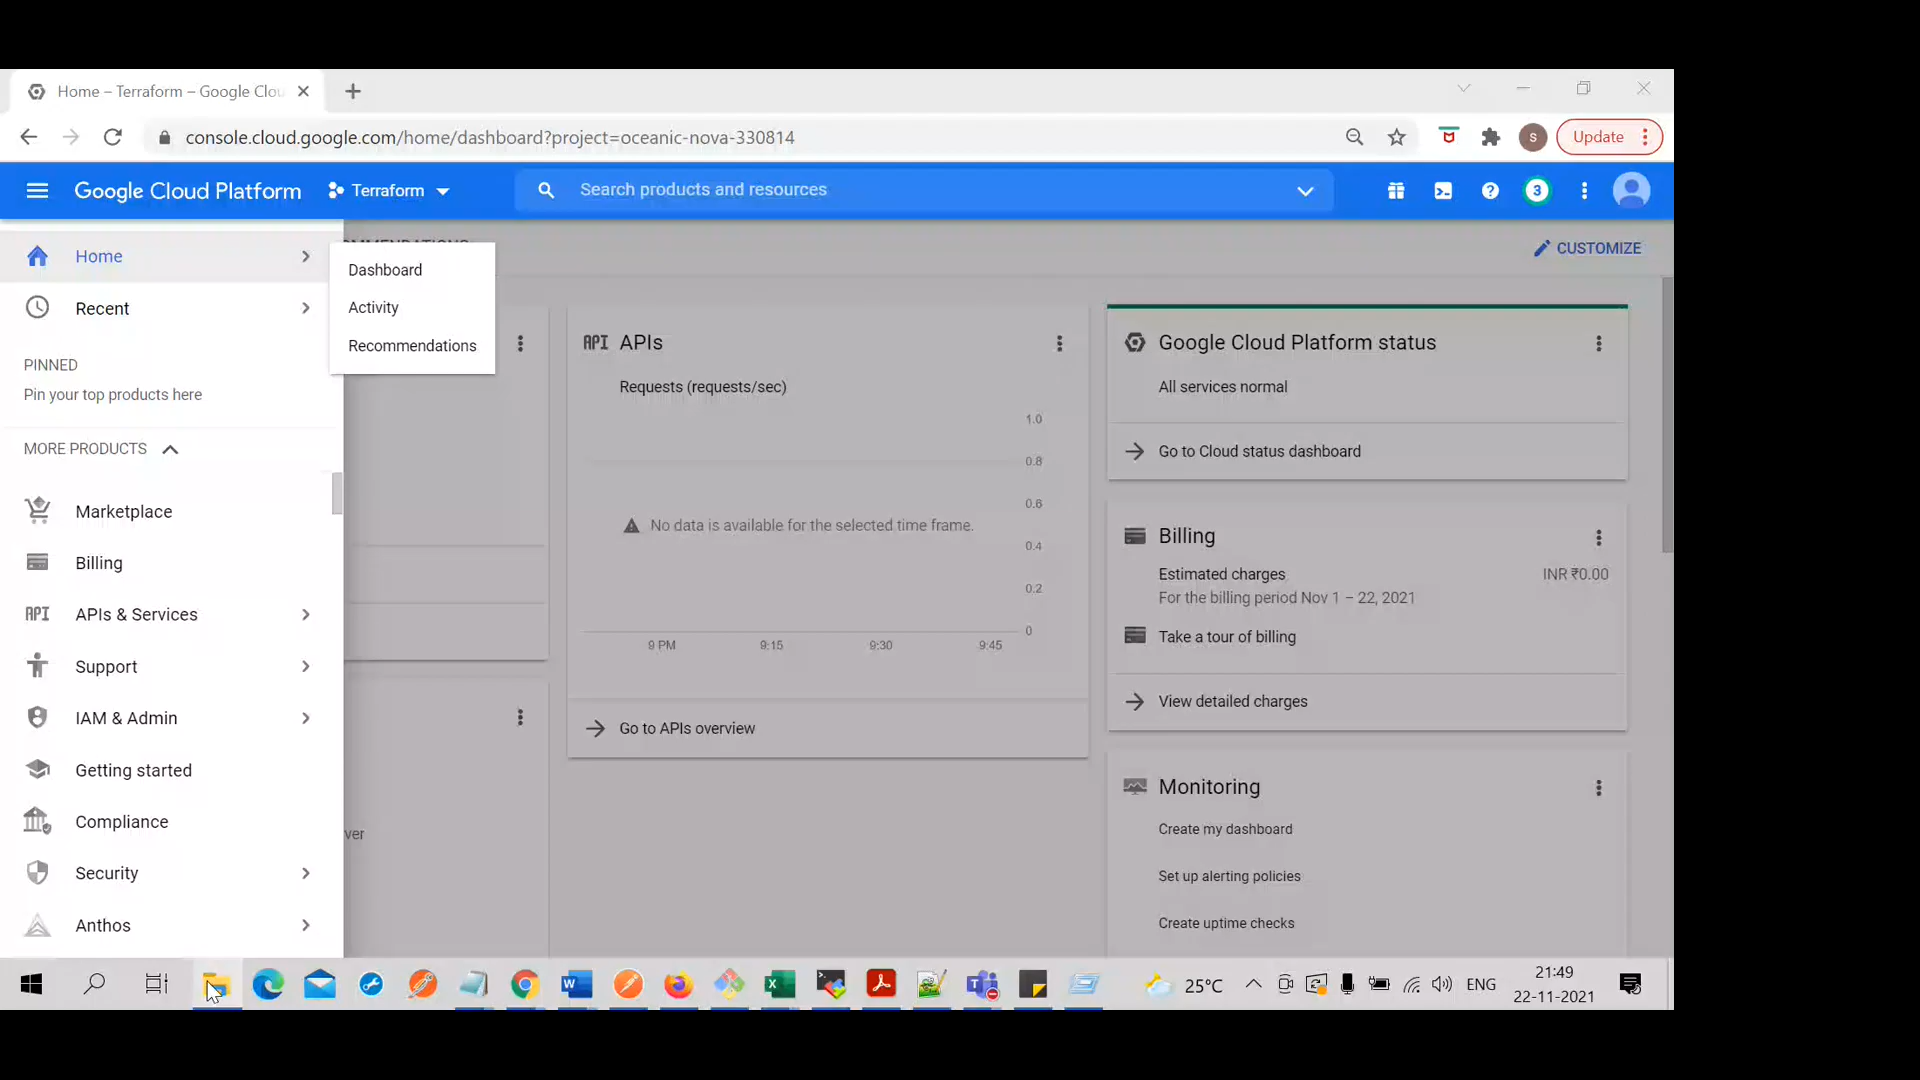 Home – Terraform – Google Clou
console.cloud.google.com/home/dashboard?project=oceanic-nova-330814
S
Update
Google Cloud Platform
Terraform
Search products and resources
3
Home
Recent
PINNED
Pin your top products here
MORE PRODUCTS
Marketplace
Billing
API
APIs & Services
Support
IAM & Admin
Getting started
Compliance
Security
Anthos
Dashboard
Activity
Recommendations
CUSTOMIZE
API APIs
Requests (requests/sec)
1.0
0.8
0.6
No data is available for the selected time frame.
0.4
0.2
0
9 PM 9:15 9:30 9:45
Go to APIs overview
ver
Google Cloud Platform status
All services normal
Go to Cloud status dashboard
Billing
Estimated charges INR ₹0.00
For the billing period Nov 1 – 22, 2021
Take a tour of billing
View detailed charges
Monitoring
Create my dashboard
Set up alerting policies
Create uptime checks
25°C
ENG
21:49
22-11-2021